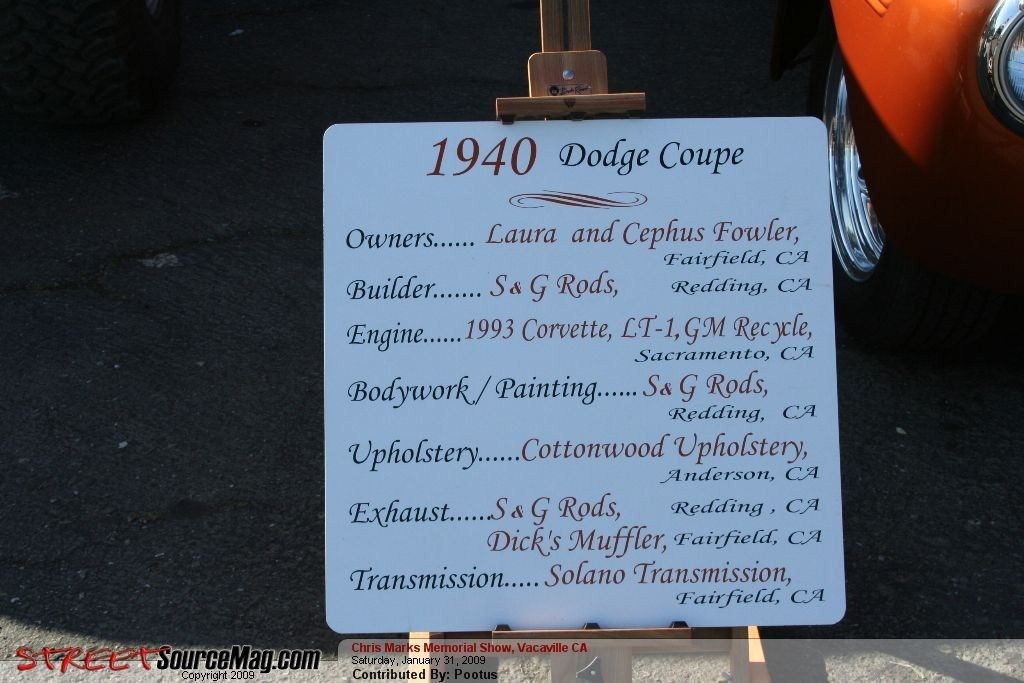 1940 Dodge Coupe
Owners...... Laura and Cephus Fowler,
Fairfield, CA
Builder....... S & G Rods, Redding, CA
Engine......1993 Corvette, LT-1,GM Recycle,
Sacramento, CA
Bodywork / Painting...... S & G Rods,
Redding, CA
Upholstery......Cottonwood Upholstery,
Anderson, CA
Exhaust......S & G Rods, Redding , CA
Dick's Muffler, Fairfield, CA
Transmission..... Solano Transmission,
Fairfield, CA
STREETSourceMag.com
Copyright 2009
Chris Marks Memorial Show, Vacaville CA
Saturday, January 31, 2009
Contributed By: Pootus